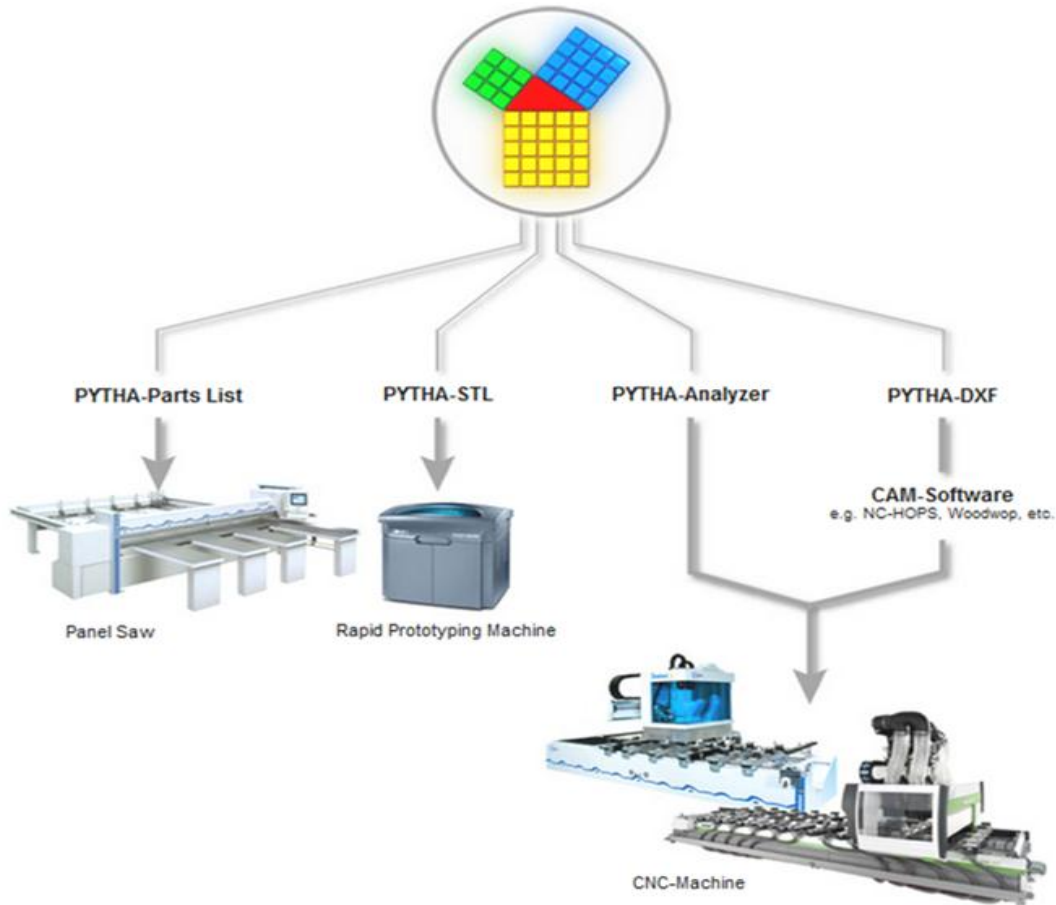 PYTHA-Parts List
PYTHA-STL
PYTHA-Analyzer
PYTHA-DXF
CAM-Software
e.g. NC-HOPS, Woodwop, etc.
Panel Saw
Rapid Prototyping Machine
CNC-Machine